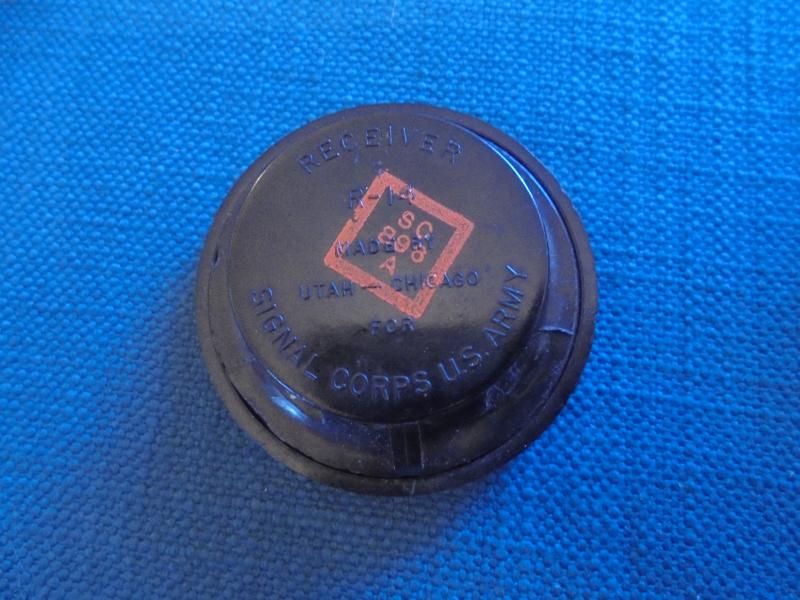 RECEIVER
R-14
MADE BY
UTAH — CHICAGO
FOR
SIGNAL CORPS U.S. ARMY
SC